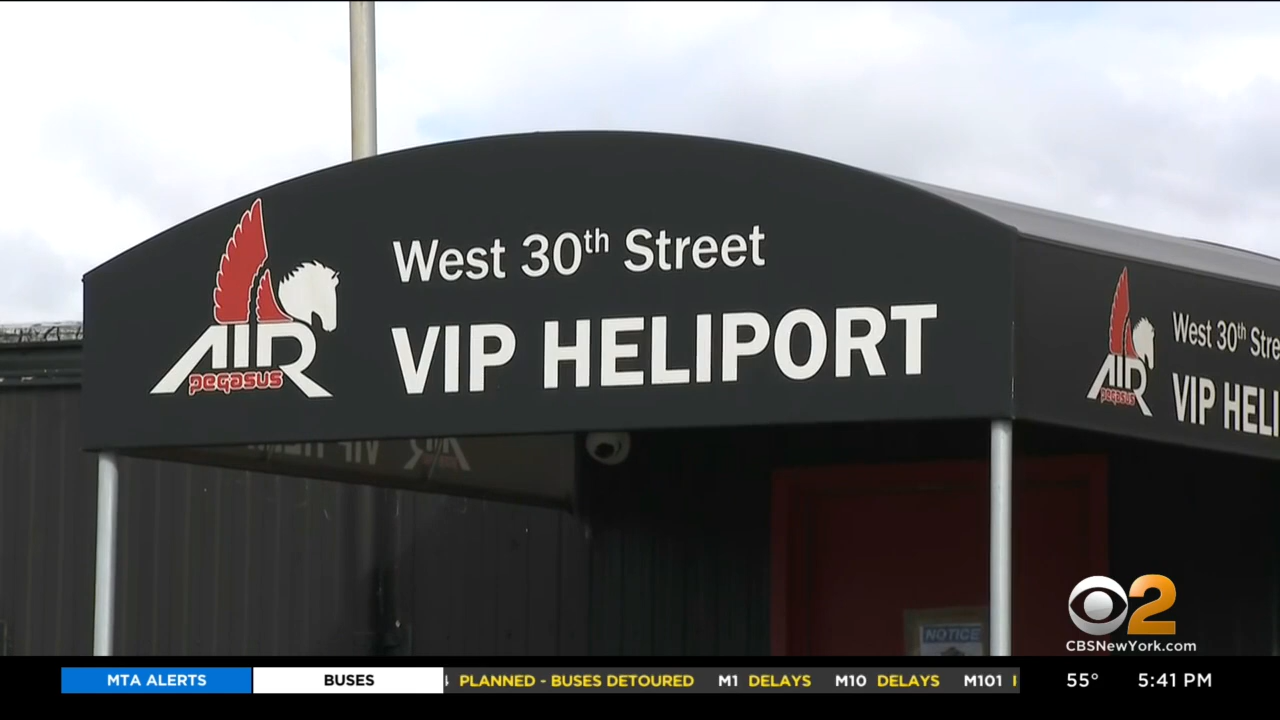 West 30th Street
VIP HELIPORT
AIR
pegasus
West 30th Stre
VIP HELI
AIR
pegasus
NOTICE
2
CBSNewYork.com
MTA ALERTS
BUSES
PLANNED - BUSES DETOURED M1 DELAYS M10 DELAYS M101
55° 5:41 PM